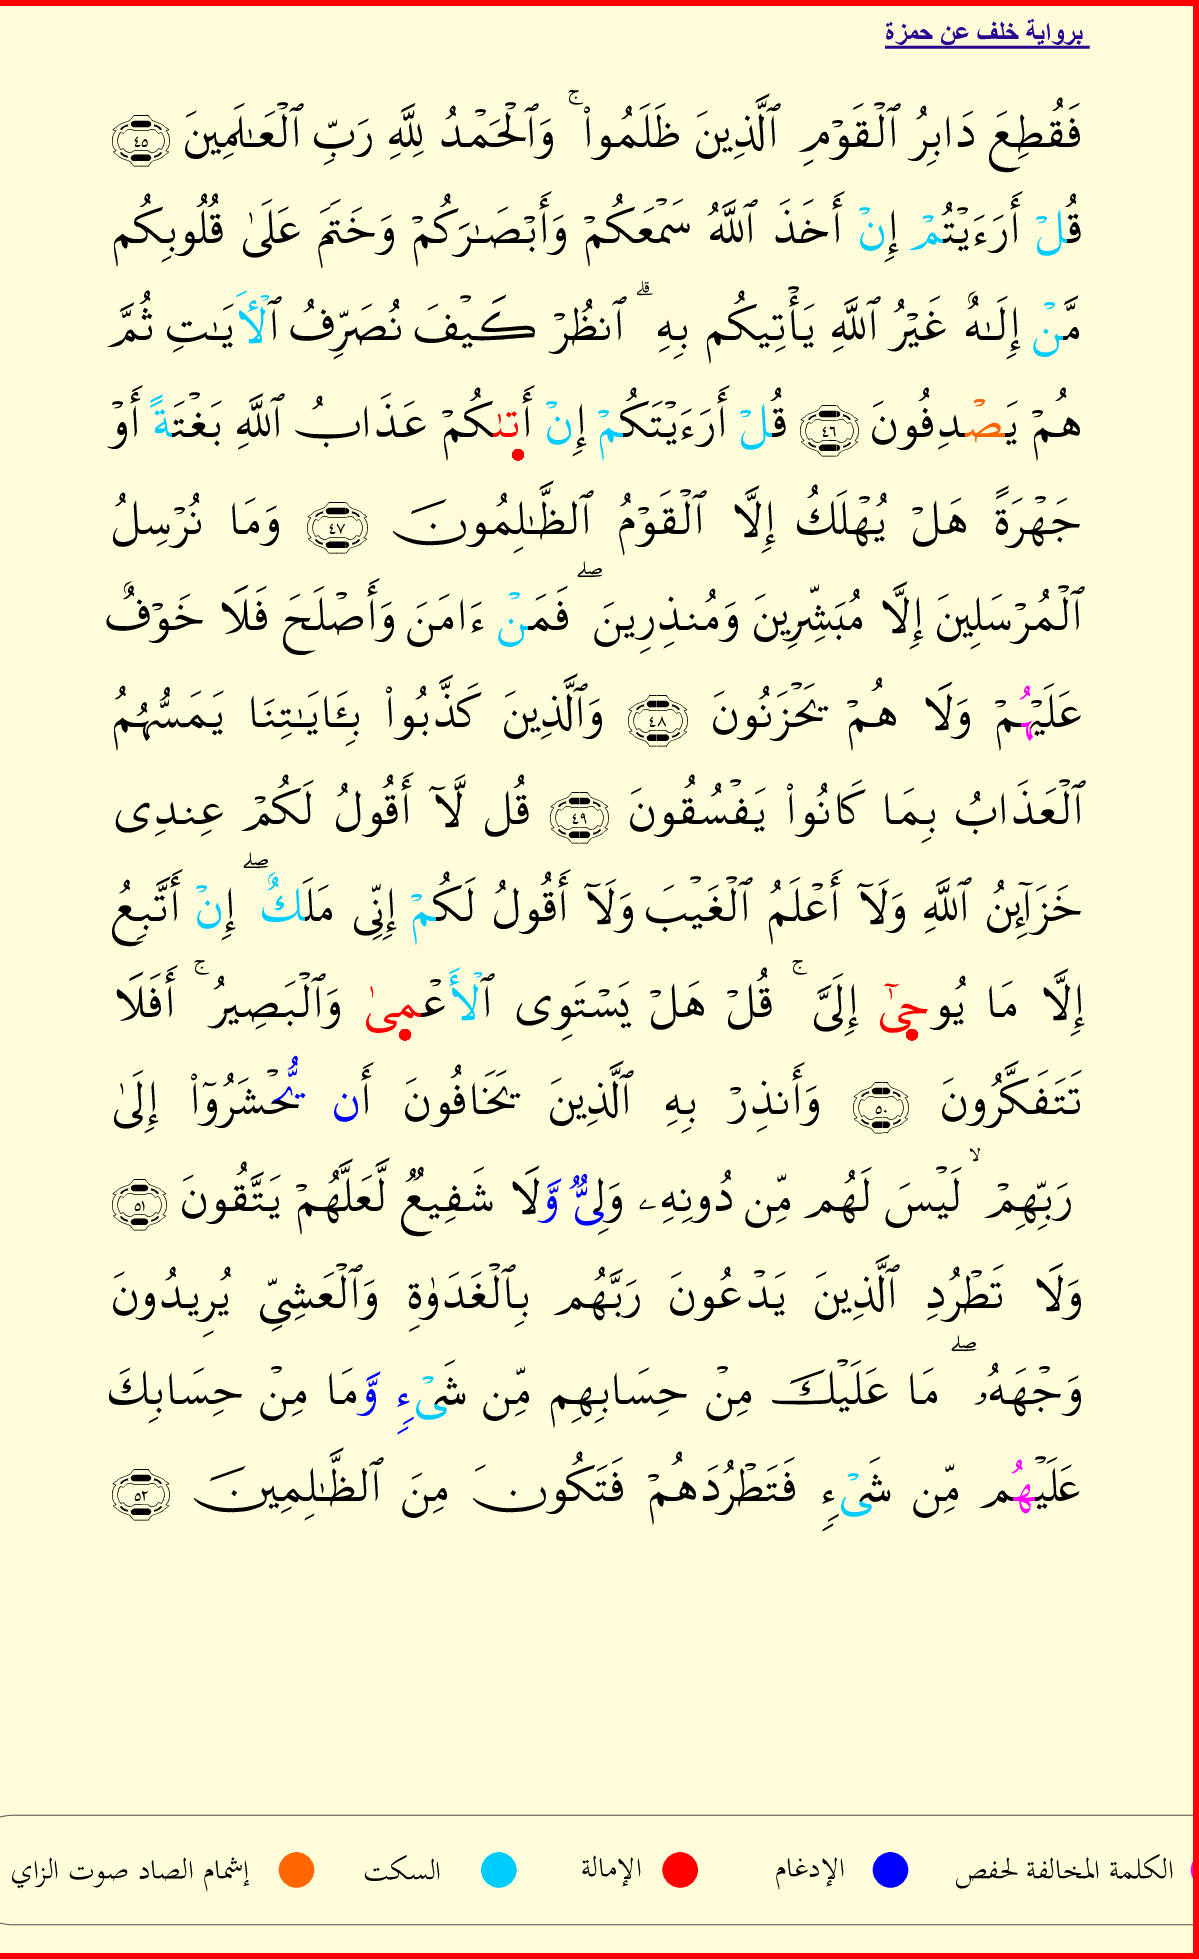 برواية خلف عن حمزة
فَقُطِعَ دَابِرُ ٱلْقَوْمِ ٱلَّذِينَ ظَلَمُوا۟ ۚ وَٱلْحَمْدُ لِلَّهِ رَبِّ ٱلْعَـٰلَمِينَ ٤٥
قُلْ أَرَءَيْتُمْ إِنْ أَخَذَ ٱللَّهُ سَمْعَكُمْ وَأَبْصَـٰرَكُمْ وَخَتَمَ عَلَىٰ قُلُوبِكُم
مَّنْ إِلَـٰهٌ غَيْرُ ٱللَّهِ يَأْتِيكُم بِهِ ۗ ٱنظُرْ كَيْفَ نُصَرِّفُ ٱلْأَيَـٰتِ ثُمَّ
هُمْ يَصْدِفُونَ ٤٦ قُلْ أَرَءَيْتَكُمْ إِنْ أَتىٰكُمْ عَذَابُ ٱللَّهِ بَغْتَةً أَوْ
جَهْرَةً هَلْ يُهْلَكُ إِلَّا ٱلْقَوْمُ ٱلظَّـٰلِمُونَ ٤٧ وَمَا نُرْسِلُ
ٱلْمُرْسَلِينَ إِلَّا مُبَشِّرِينَ وَمُنذِرِينَ ۖ فَمَنْ ءَامَنَ وَأَصْلَحَ فَلَا خَوْفٌ
عَلَيْهُمْ وَلَا هُمْ يَحْزَنُونَ ٤٨ وَٱلَّذِينَ كَذَّبُوا۟ بِـَٔايَـٰتِنَا يَمَسُّهُمُ
ٱلْعَذَابُ بِمَا كَانُوا۟ يَفْسُقُونَ ٤٩ قُل لَّآ أَقُولُ لَكُمْ عِندِى
خَزَآئِنُ ٱللَّهِ وَلَآ أَعْلَمُ ٱلْغَيْبَ وَلَآ أَقُولُ لَكُمْ إِنِّى مَلَكٌ ۖ إِنْ أَتَّبِعُ
إِلَّا مَا يُوحِىٰٓ إِلَىَّ ۚ قُلْ هَلْ يَسْتَوِى ٱلْأَعْمِىٰ وَٱلْبَصِيرُ ۚ أَفَلَا
تَتَفَكَّرُونَ ٥٠ وَأَنذِرْ بِهِ ٱلَّذِينَ يَخَافُونَ أَن يُّحْشَرُوٓا۟ إِلَىٰ
رَبِّهِمْ ۙ لَيْسَ لَهُم مِّن دُونِهِۦ وَلِىٌّ وَّلَا شَفِيعٌ لَّعَلَّهُمْ يَتَّقُونَ ٥١
وَلَا تَطْرُدِ ٱلَّذِينَ يَدْعُونَ رَبَّهُم بِٱلْغَدَوٰةِ وَٱلْعَشِىِّ يُرِيدُونَ
وَجْهَهُۥ ۖ مَا عَلَيْكَ مِنْ حِسَابِهِم مِّن شَىْءٍ وَّمَا مِنْ حِسَابِكَ
عَلَيْهُم مِّن شَىْءٍ فَتَطْرُدَهُمْ فَتَكُونَ مِنَ ٱلظَّـٰلِمِينَ ٥٢
الكلمة المخالفة لحفص الإدغام الإمالة السكت إشمام الصاد صوت الزاي